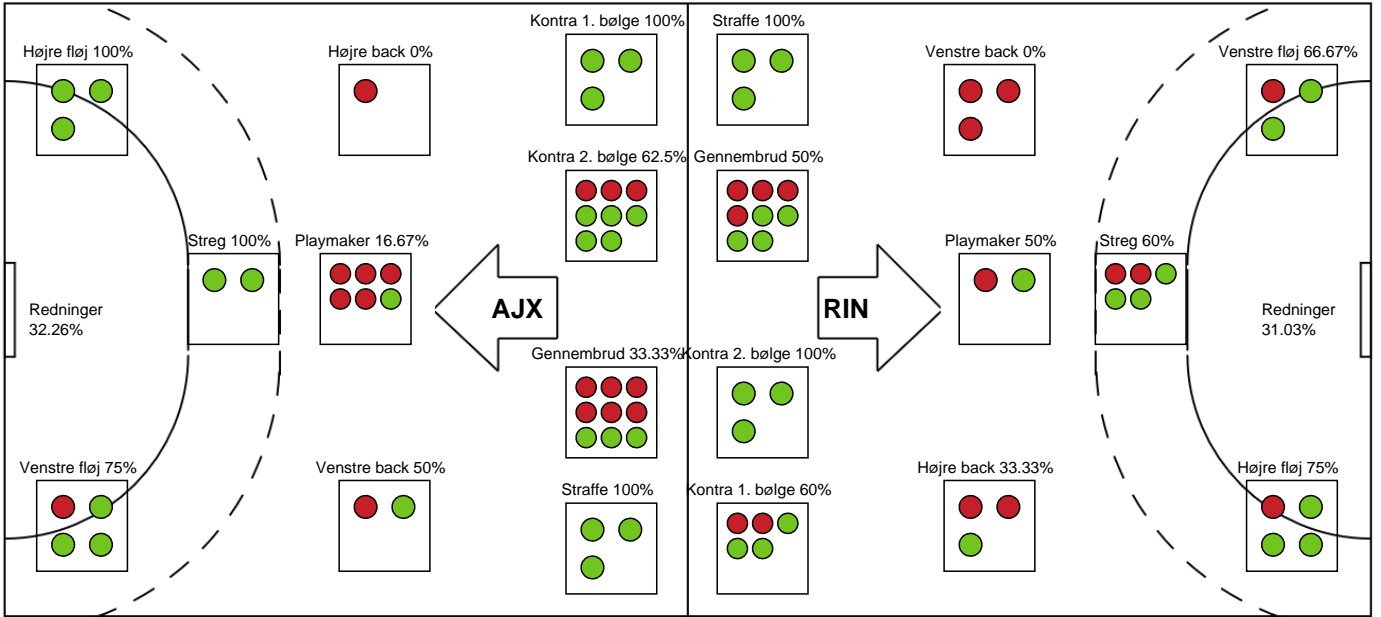 Kontra 1. bølge 100%
Straffe 100%
Højre fløj 100%
Højre back 0%
Venstre back 0%
Venstre fløj 66.67%
Kontra 2. bølge 62.5%
Gennembrud 50%
Streg 100%
Playmaker 16.67%
Playmaker 50%
Streg 60%
Redninger
32.26%
AJX
RIN
Redninger
31.03%
Gennembrud 33.33%
Kontra 2. bølge 100%
Venstre fløj 75%
Venstre back 50%
Højre back 33.33%
Højre fløj 75%
Straffe 100%
Kontra 1. bølge 60%